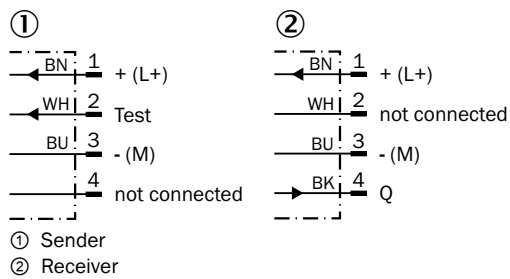 ① ②
BN 1 + (L+)
WH 2 Test
BU 3 - (M)
4 not connected
BN 1 + (L+)
WH 2 not connected
BU 3 - (M)
BK 4 Q
① Sender
② Receiver